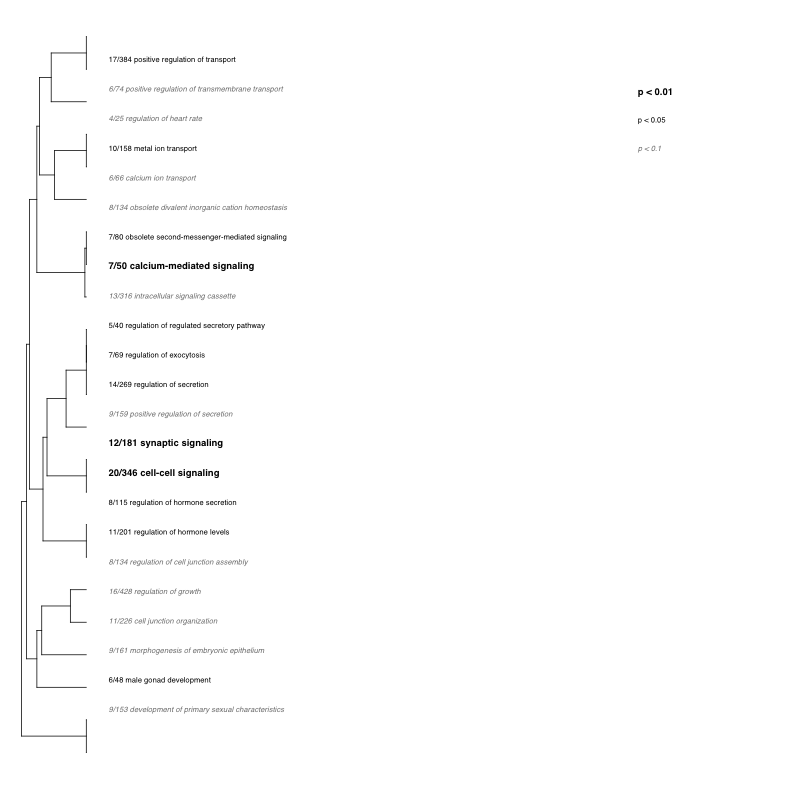 17/384 positive regulation of transport
6/74 positive regulation of transmembrane transport
p < 0.01
4/25 regulation of heart rate
p < 0.05
10/158 metal ion transport
p < 0.1
6/66 calcium ion transport
8/134 obsolete divalent inorganic cation homeostasis
7/80 obsolete second-messenger-mediated signaling
7/50 calcium-mediated signaling
13/316 intracellular signaling cassette
5/40 regulation of regulated secretory pathway
7/69 regulation of exocytosis
14/269 regulation of secretion
9/159 positive regulation of secretion
12/181 synaptic signaling
20/346 cell-cell signaling
8/115 regulation of hormone secretion
11/201 regulation of hormone levels
8/134 regulation of cell junction assembly
16/428 regulation of growth
11/226 cell junction organization
9/161 morphogenesis of embryonic epithelium
6/48 male gonad development
9/153 development of primary sexual characteristics